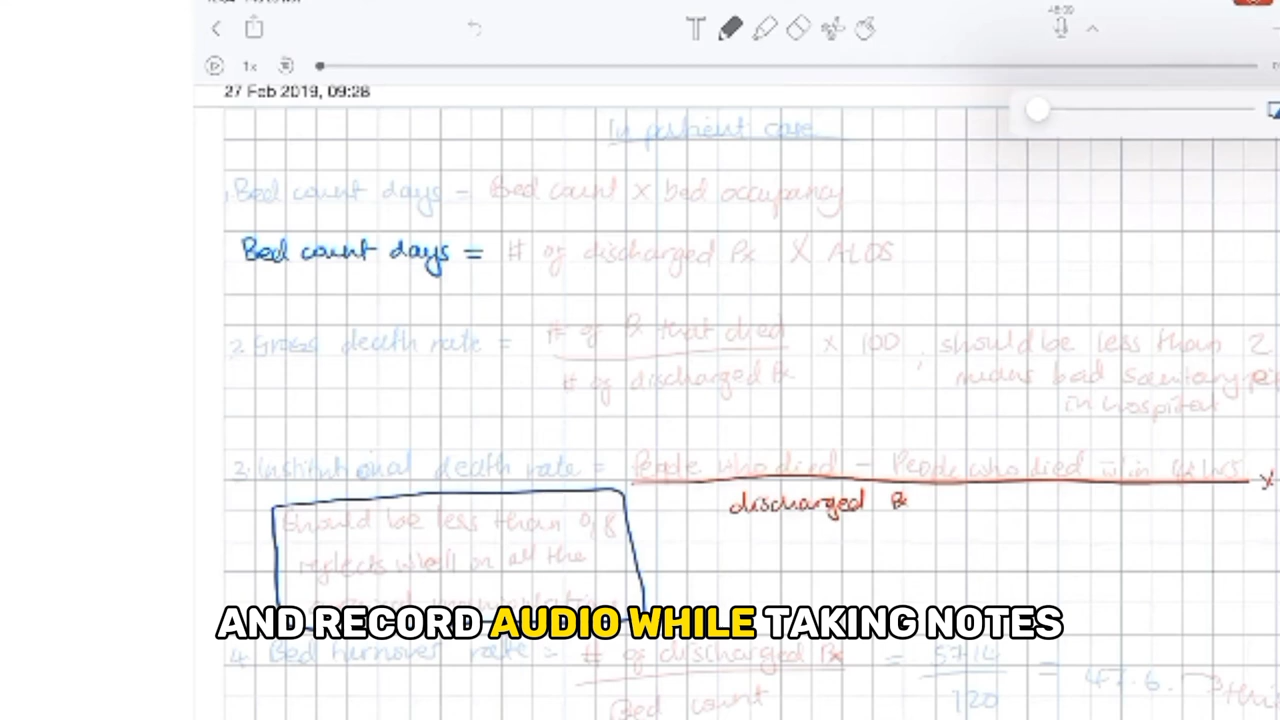 T
1x
27 Feb 2019, 09:28
In patient care
1. Bed count days = Bed count x bed occupancy
Bed count days = # of discharged Px X ALOS
2. Gross death rate = # of Px that died
# of discharged Px
x 100, should be less than 2
means bad sanitary
in hospital
3. Institutional death rate = People who died - People who died w/in 48 hrs x
discharged Px
Should be less than 0,8
reflects well on all the
AND RECORD AUDIO WHILE TAKING NOTES
4. Bed turnover rate = # of discharged Px = 5714 = 47.6
Bed count 120